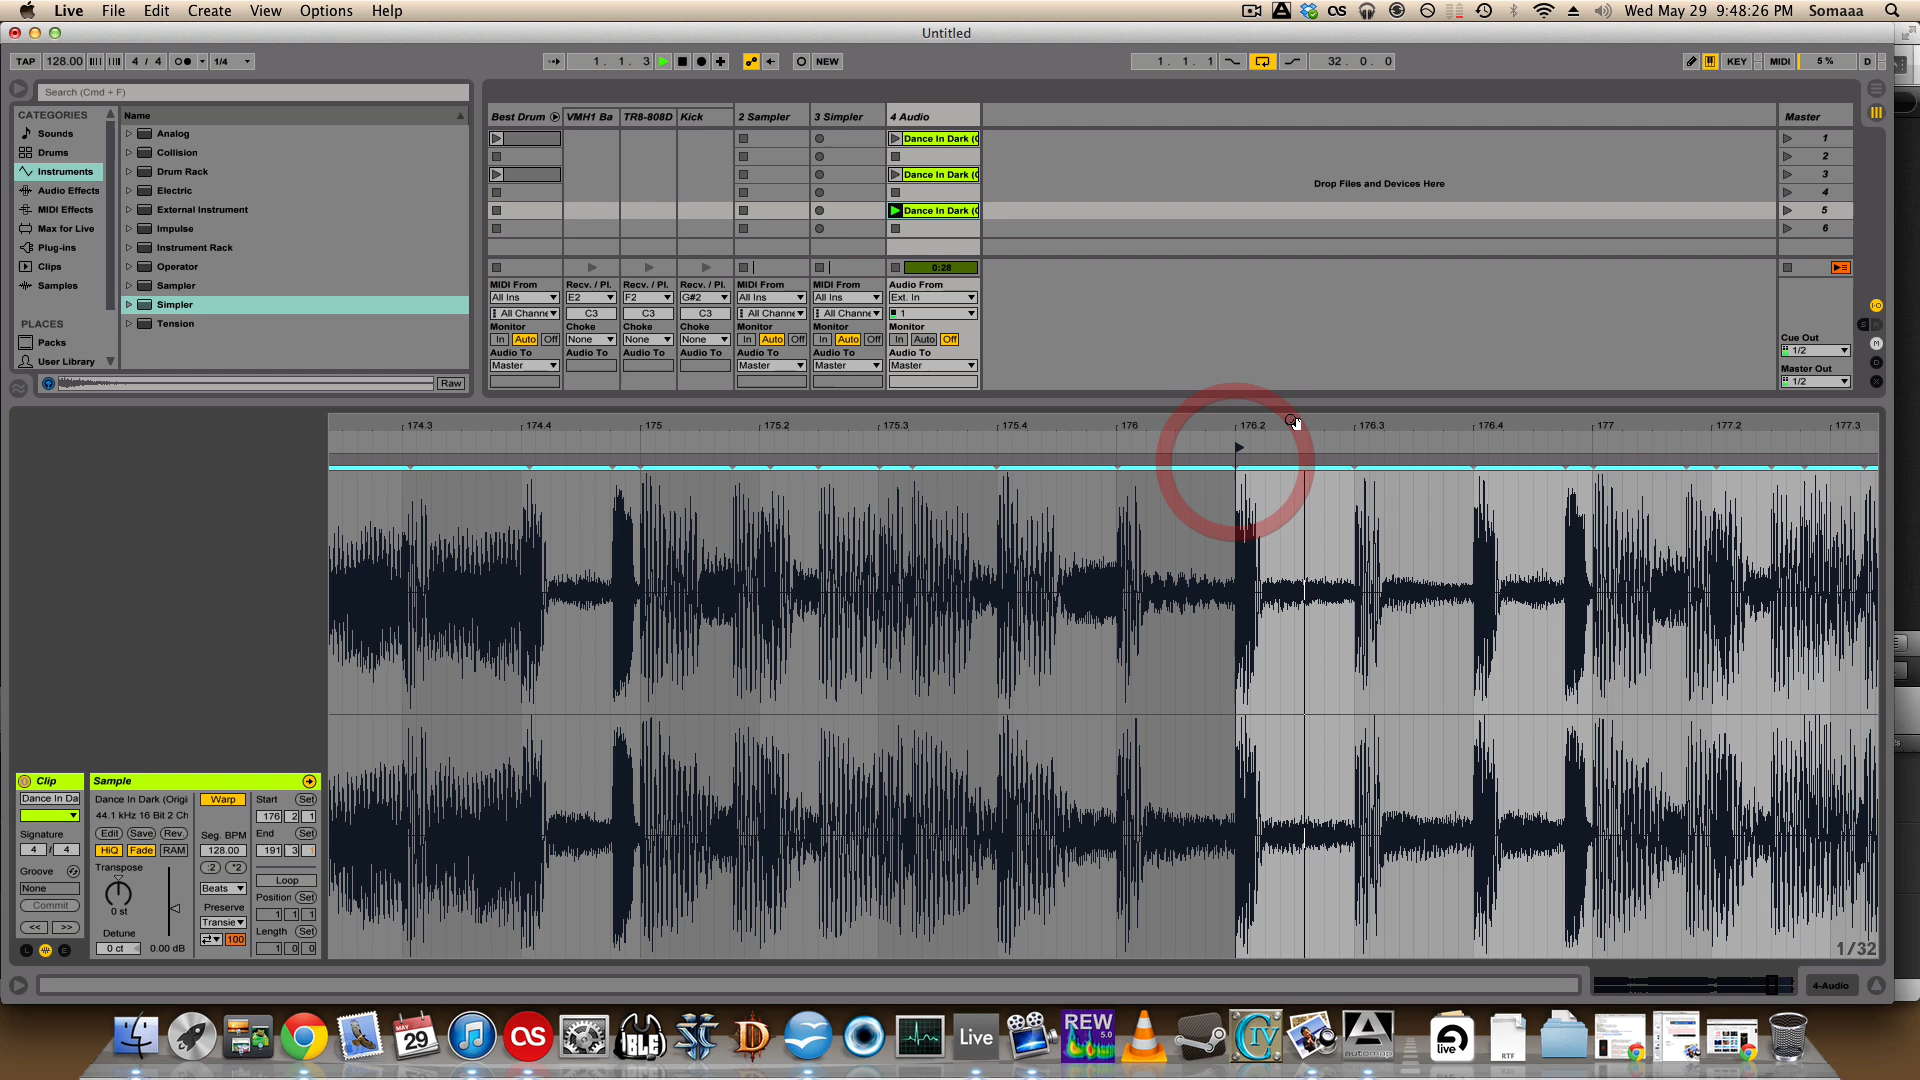 Live File Edit Create View Options Help Wed May 29 9:48:26 PM Somaaa
Untitled
TAP 128.00 4 / 4 1/4 1. 1. 3 NEW 1. 1. 1 32. 0. 0 KEY MIDI 5 % D
Search (Cmd + F)
CATEGORIES
Sounds
Drums
Instruments
Audio Effects
MIDI Effects
Max for Live
Plug-ins
Clips
Samples
PLACES
Packs
User Library
Name
Analog
Collision
Drum Rack
Electric
External Instrument
Impulse
Instrument Rack
Operator
Sampler
Simpler
Tension
Raw
Best Drum VMH1 Ba TR8-808D Kick 2 Sampler 3 Simpler 4 Audio Master
Dance In Dark (O 1
2
Dance In Dark (O 3
Drop Files and Devices Here
4
Dance In Dark (O 5
6
0:28
MIDI From Recv. / Pl. Recv. / Pl. Recv. / Pl. MIDI From MIDI From Audio From
All Ins E2 F2 G#2 All Ins All Ins Ext. In
All Channe C3 C3 C3 All Channe All Channe 1
Monitor Choke Choke Choke Monitor Monitor Monitor
In Auto Off None None None In Auto Off In Auto Off In Auto Off
Audio To Audio To Audio To Audio To Audio To Audio To Audio To
Master Master Master Master
Cue Out
1/2
Master Out
1/2
174.3 174.4 175 175.2 175.3 175.4 176 176.2 176.3 176.4 177 177.2 177.3
Clip
Dance In Da
Signature
4 / 4
Groove
None
Commit
<< >>
Sample
Dance In Dark (Origi
44.1 kHz 16 Bit 2 Ch
Edit Save Rev.
HiQ Fade RAM
Transpose
0 st
Detune
0 ct 0.00 dB
Warp
Seg. BPM
128.00
:2 *2
Beats
Preserve
Transie
100
Start Set
176 2 1
End Set
191 3 1
Loop
Position Set
1 1 1
Length Set
1 0 0
1/32
4-Audio
MAY
29
BLE
Live
REW
5.0
automap
live
RTF